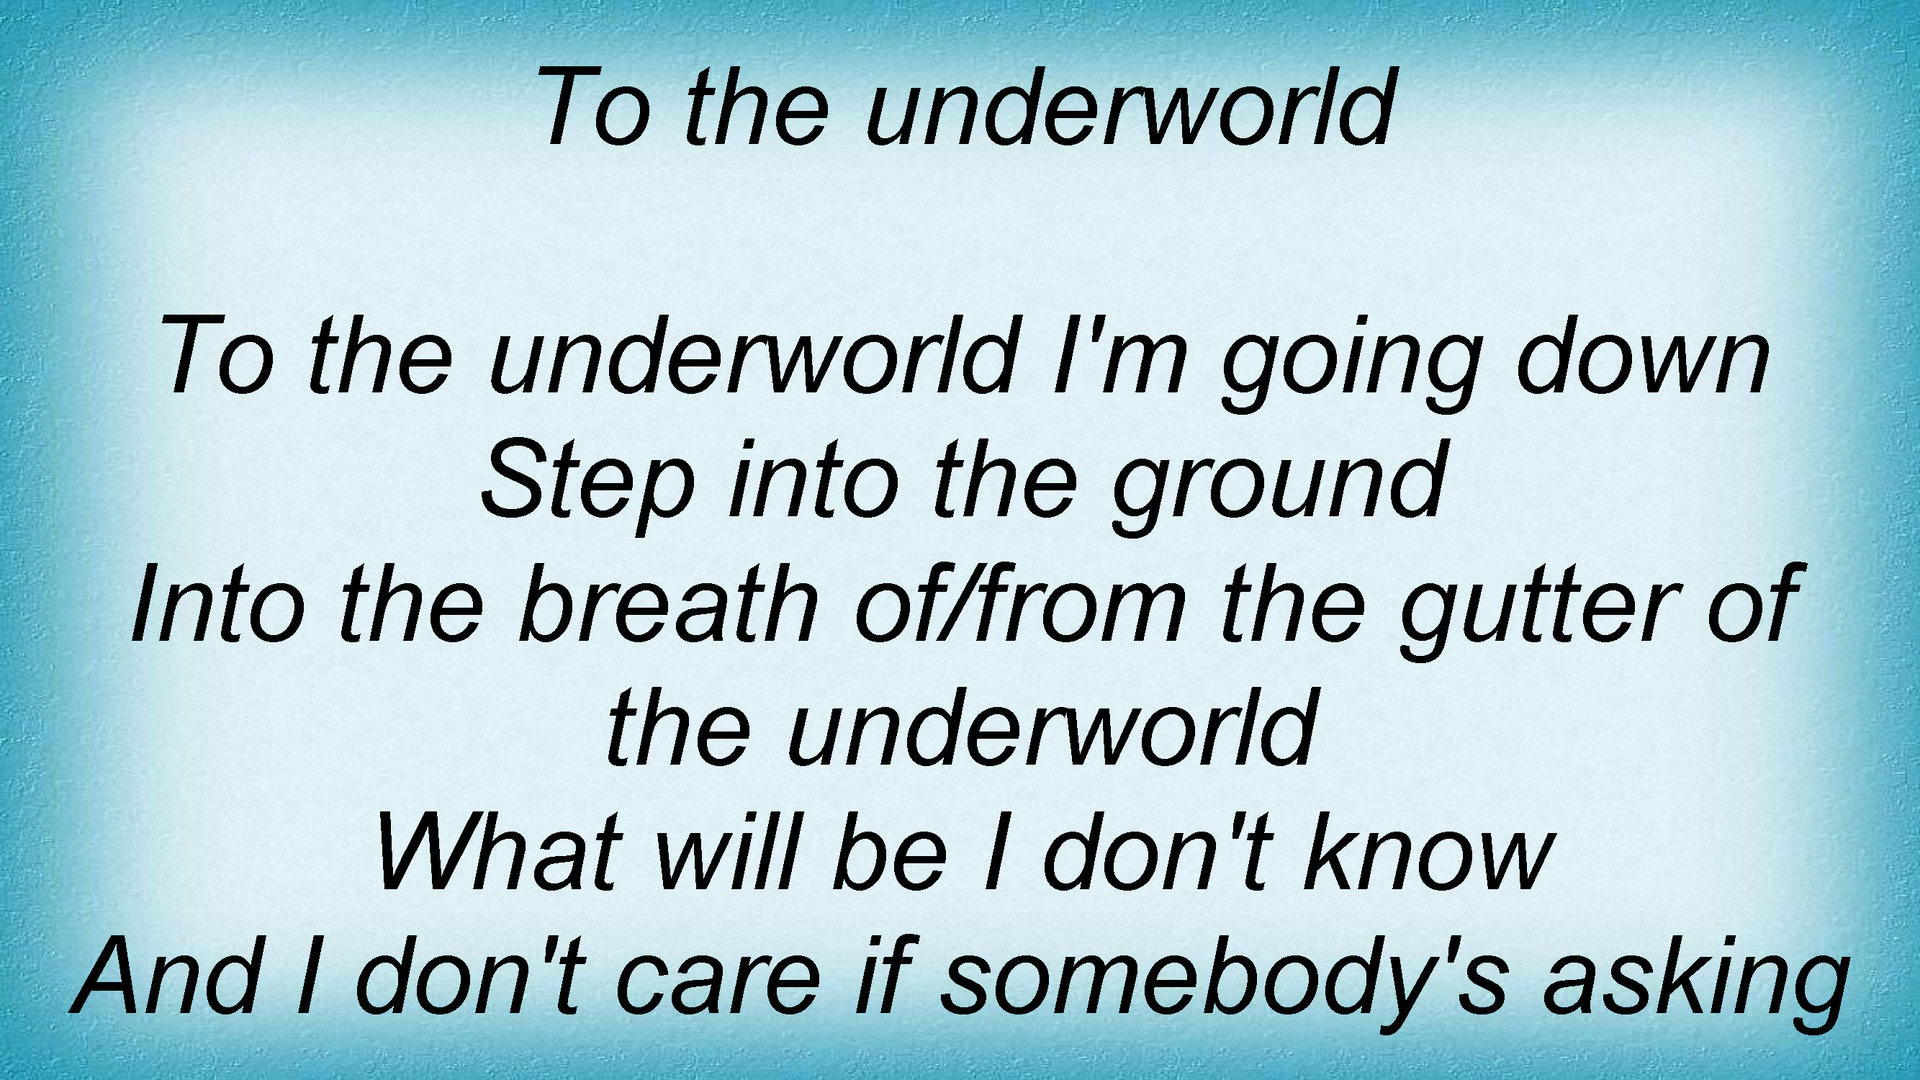 To the underworld
To the underworld I'm going down
Step into the ground
Into the breath of/from the gutter of
the underworld
What will be I don't know
And I don't care if somebody's asking